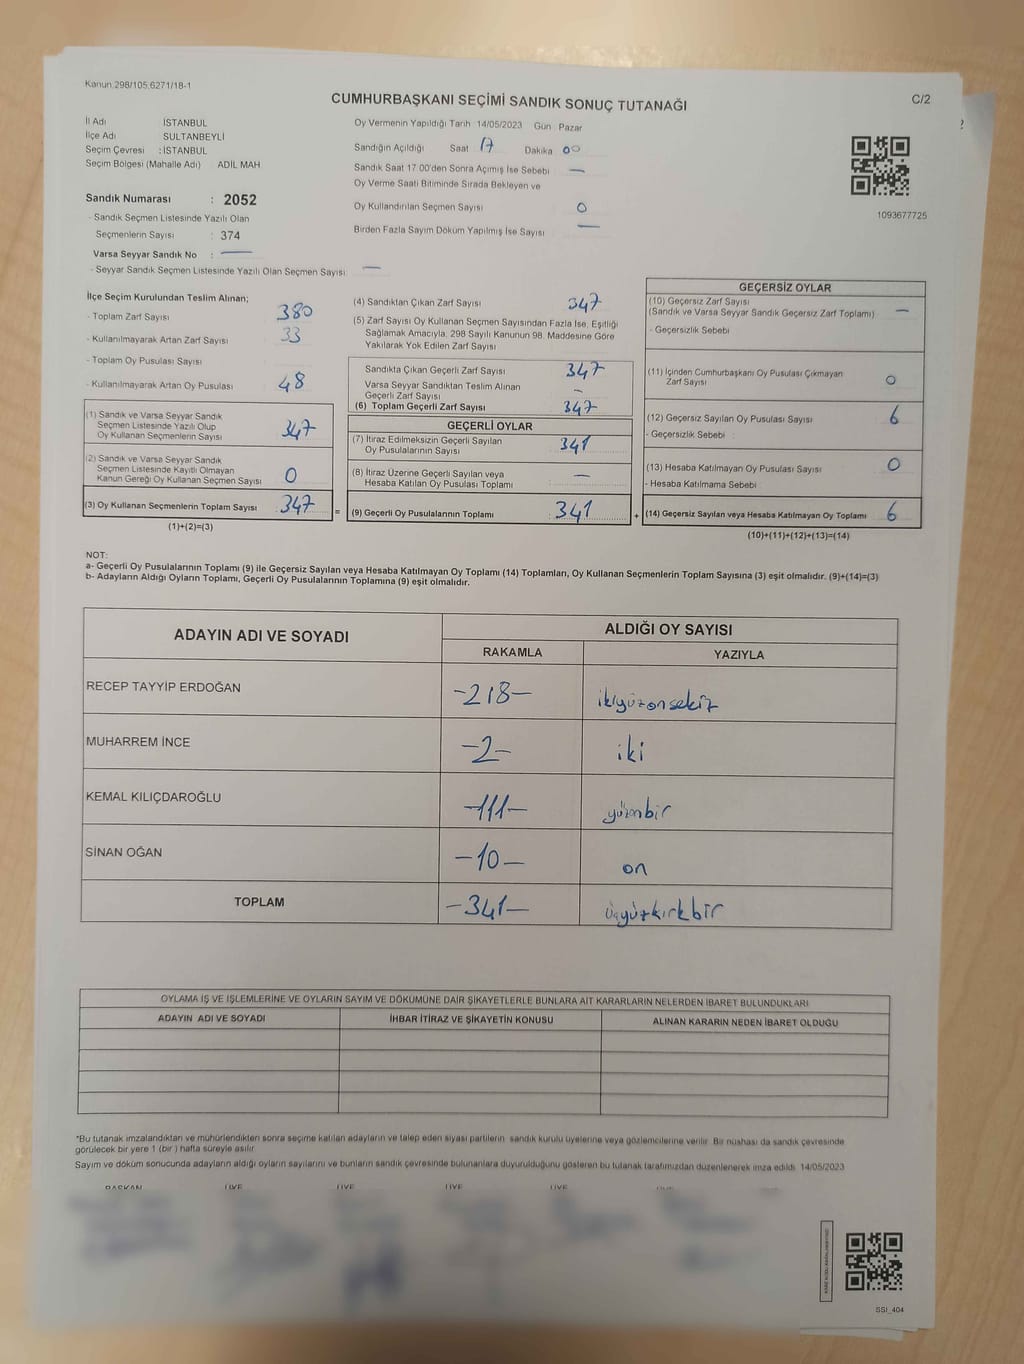 Kanun.298/105,6271/18-1
CUMHURBAŞKANI SEÇİMİ SANDIK SONUÇ TUTANAĞI
C/2
İl Adı İSTANBUL
İlçe Adı SULTANBEYLİ
Seçim Çevresi : İSTANBUL
Seçim Bölgesi (Mahalle Adı) ADİL MAH
Oy Vermenin Yapıldığı Tarih 14/05/2023 Gün Pazar
Sandığın Açıldığı Saat 17 Dakika 00
Sandık Saat 17.00'den Sonra Açılmış İse Sebebi —
Oy Verme Saati Bitiminde Sırada Bekleyen ve
Oy Kullandırılan Seçmen Sayısı 0
Birden Fazla Sayım Döküm Yapılmış İse Sayısı —
1093677725
Sandık Numarası : 2052
- Sandık Seçmen Listesinde Yazılı Olan
Seçmenlerin Sayısı : 374
Varsa Seyyar Sandık No : —
- Seyyar Sandık Seçmen Listesinde Yazılı Olan Seçmen Sayısı: —
İlçe Seçim Kurulundan Teslim Alınan;
- Toplam Zarf Sayısı 380
- Kullanılmayarak Artan Zarf Sayısı 33
- Toplam Oy Pusulası Sayısı
- Kullanılmayarak Artan Oy Pusulası 48
(1) Sandık ve Varsa Seyyar Sandık
Seçmen Listesinde Yazılı Olup
Oy Kullanan Seçmenlerin Sayısı 347
(2) Sandık ve Varsa Seyyar Sandık
Seçmen Listesinde Kayıtlı Olmayan
Kanun Gereği Oy Kullanan Seçmen Sayısı 0
(3) Oy Kullanan Seçmenlerin Toplam Sayısı 347
(1)+(2)=(3)
=
(4) Sandıktan Çıkan Zarf Sayısı 347
(5) Zarf Sayısı Oy Kullanan Seçmen Sayısından Fazla İse, Eşitliği
Sağlamak Amacıyla, 298 Sayılı Kanunun 98. Maddesine Göre
Yakılarak Yok Edilen Zarf Sayısı
Sandıkta Çıkan Geçerli Zarf Sayısı 347
Varsa Seyyar Sandıktan Teslim Alınan
Geçerli Zarf Sayısı —
(6) Toplam Geçerli Zarf Sayısı 347
GEÇERLİ OYLAR
(7) İtiraz Edilmeksizin Geçerli Sayılan
Oy Pusulalarının Sayısı 341
(8) İtiraz Üzerine Geçerli Sayılan veya
Hesaba Katılan Oy Pusulası Toplamı —
(9) Geçerli Oy Pusulalarının Toplamı : 341
+
GEÇERSİZ OYLAR
(10) Geçersiz Zarf Sayısı
(Sandık ve Varsa Seyyar Sandık Geçersiz Zarf Toplamı) —
- Geçersizlik Sebebi
(11) İçinden Cumhurbaşkanı Oy Pusulası Çıkmayan
Zarf Sayısı 0
(12) Geçersiz Sayılan Oy Pusulası Sayısı 6
- Geçersizlik Sebebi :
(13) Hesaba Katılmayan Oy Pusulası Sayısı 0
- Hesaba Katılmama Sebebi
(14) Geçersiz Sayılan veya Hesaba Katılmayan Oy Toplamı 6
(10)+(11)+(12)+(13)=(14)
NOT:
a- Geçerli Oy Pusulalarının Toplamı (9) ile Geçersiz Sayılan veya Hesaba Katılmayan Oy Toplamı (14) Toplamları, Oy Kullanan Seçmenlerin Toplam Sayısına (3) eşit olmalıdır. (9)+(14)=(3)
b- Adayların Aldığı Oyların Toplamı, Geçerli Oy Pusulalarının Toplamına (9) eşit olmalıdır.
ADAYIN ADI VE SOYADI ALDIĞI OY SAYISI
RAKAMLA YAZIYLA
RECEP TAYYİP ERDOĞAN -218- ikiyüzonsekiz
MUHARREM İNCE -2- iki
KEMAL KILIÇDAROĞLU -111- yüzonbir
SİNAN OĞAN -10- on
TOPLAM -341- üçyüzkırkbir
OYLAMA İŞ VE İŞLEMLERİNE VE OYLARIN SAYIM VE DÖKÜMÜNE DAİR ŞİKAYETLERLE BUNLARA AİT KARARLARIN NELERDEN İBARET BULUNDUKLARI
ADAYIN ADI VE SOYADI İHBAR İTİRAZ VE ŞİKAYETİN KONUSU ALINAN KARARIN NEDEN İBARET OLDUĞU
*Bu tutanak imzalandıktan ve mühürlendikten sonra seçime katılan adayların ve talep eden siyasi partilerin sandık kurulu üyelerine veya gözlemcilerine verilir. Bir nüshası da sandık çevresinde
görülecek bir yere 1 (bir) hafta süreyle asılır.
Sayım ve döküm sonucunda adayların aldığı oyların sayılarını ve bunların sandık çevresinde bulunanlara duyurulduğunu gösteren bu tutanak tarafımızdan düzenlenerek imza edildi. 14/05/2023
BAŞKAN ÜYE ÜYE ÜYE ÜYE
SSI_404